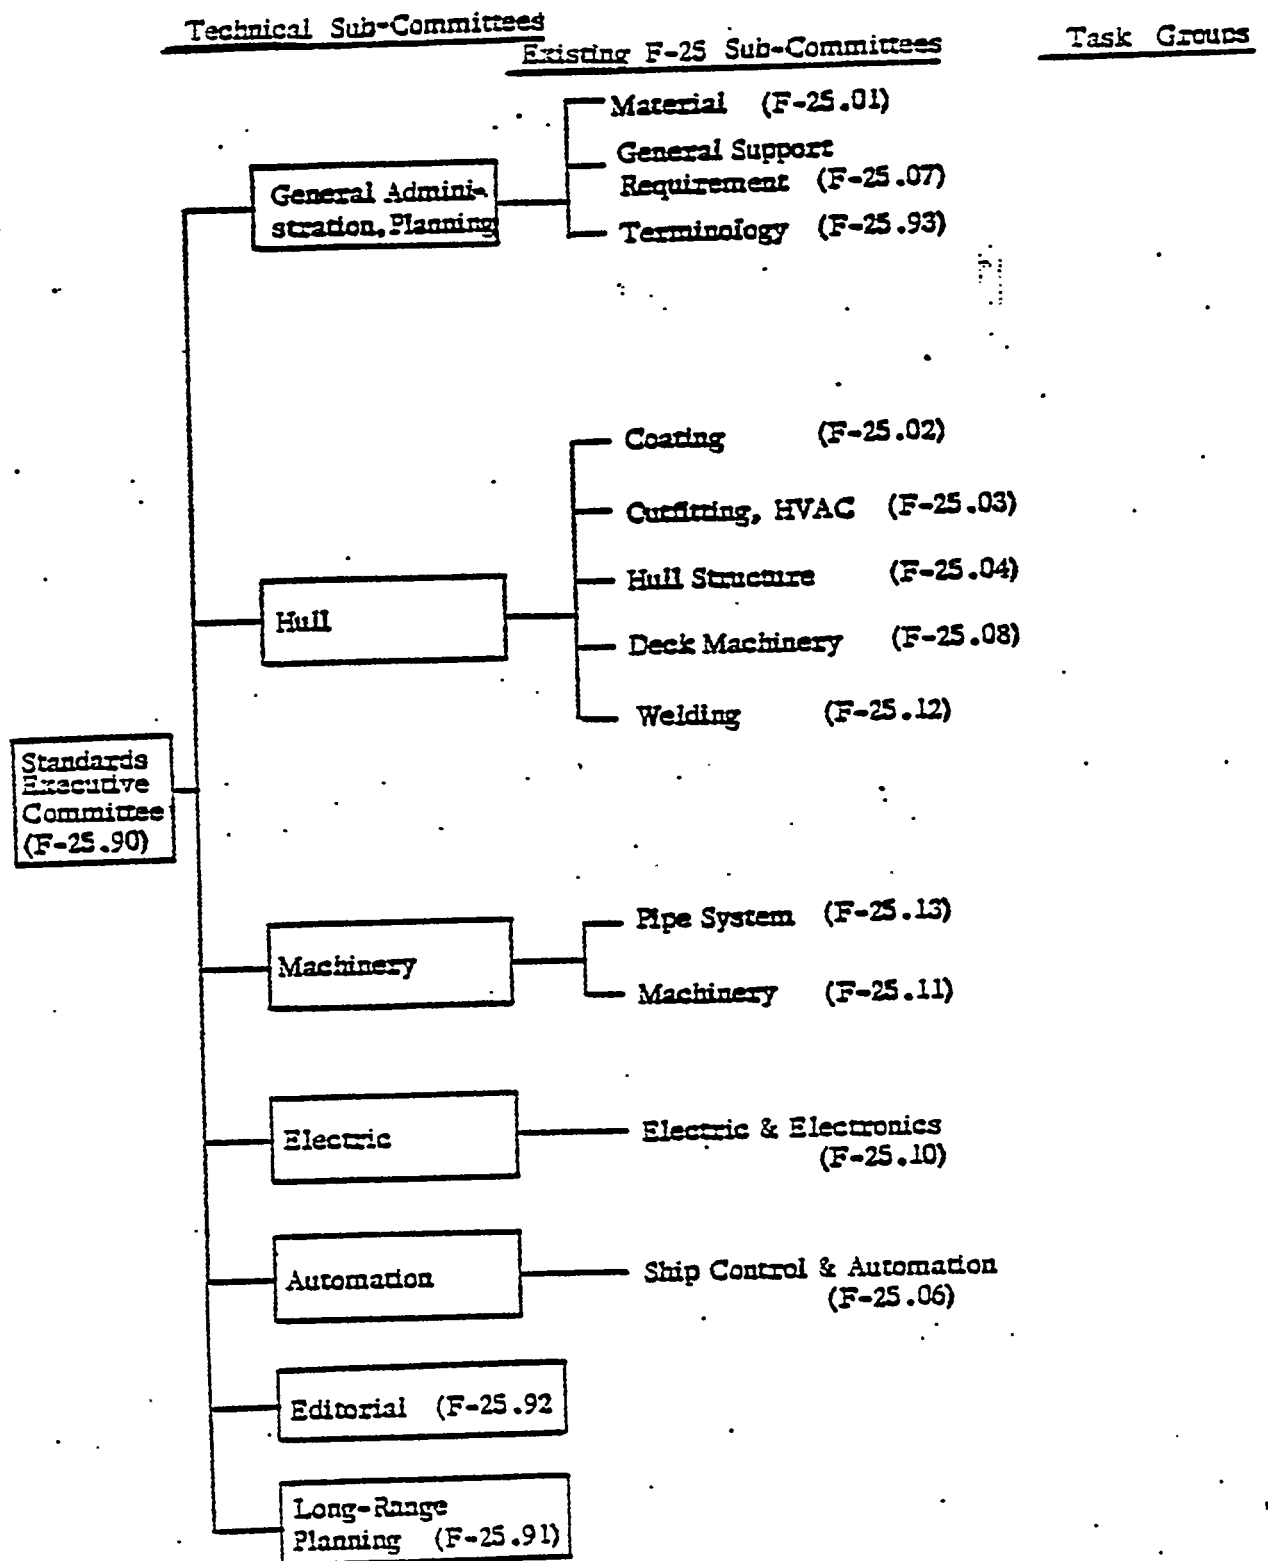 Technical Sub-Committees
Existing F-25 Sub-Committees
Task Groups
General Admini-
stration, Planning
Material (F-25.01)
General Support
Requirement (F-25.07)
Terminology (F-25.93)
Hull
Coating (F-25.02)
Outfitting, HVAC (F-25.03)
Hull Structure (F-25.04)
Deck Machinery (F-25.08)
Welding (F-25.12)
Standards
Executive
Committee
(F-25.90)
Machinery
Pipe System (F-25.13)
Machinery (F-25.11)
Electric
Electric & Electronics
(F-25.10)
Automation
Ship Control & Automation
(F-25.06)
Editorial (F-25.92
Long-Range
Planning (F-25.91)